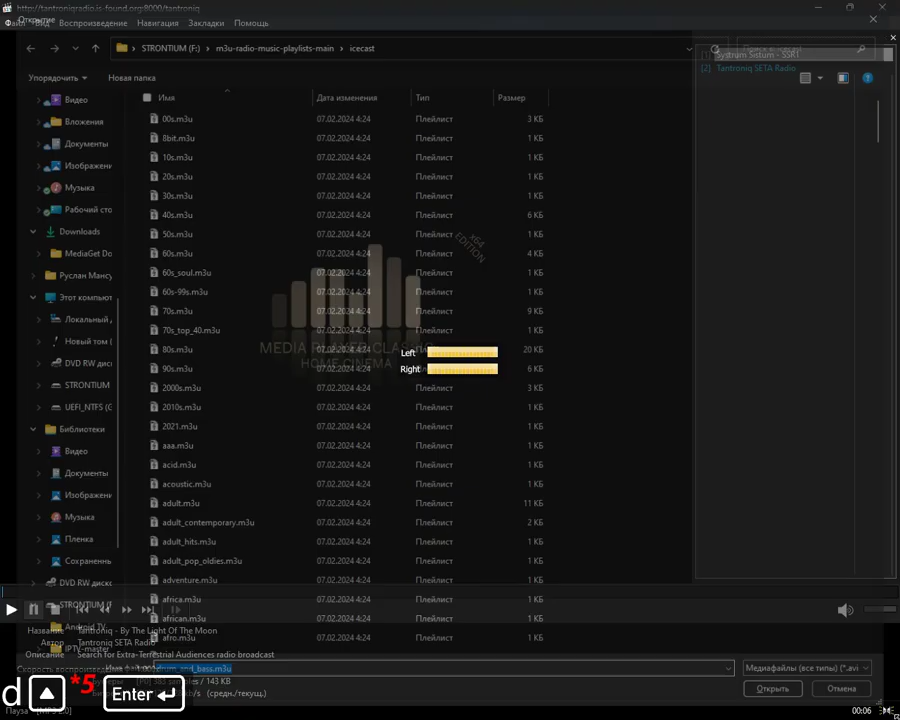 http://tantroniqradio.is-found.org:8000/tantroniq
Открытие
Файл Вид Воспроизведение Навигация Закладки Помощь
STRONTIUM (F:) › m3u-radio-music-playlists-main › icecast
Поиск в: icecast
[1] Systrum Sistum - SSR1
[2] Tantroniq SETA Radio
Упорядочить Новая папка
Имя Дата изменения Тип Размер
Видео
Вложения
Документы
Изображени
Музыка
Рабочий сто
Downloads
MediaGet Do
Руслан Мансу
Этот компьют
Локальный д
Новый том (
DVD RW диск
STRONTIUM
UEFI_NTFS (G
Библиотеки
Видео
Документы
Изображени
Музыка
Пленка
Сохраненны
DVD RW диско
STRONTIUM (F
Android TV
IPTV-master
00s.m3u 07.02.2024 4:24 Плейлист 3 КБ
8bit.m3u 07.02.2024 4:24 Плейлист 1 КБ
10s.m3u 07.02.2024 4:24 Плейлист 1 КБ
20s.m3u 07.02.2024 4:24 Плейлист 1 КБ
30s.m3u 07.02.2024 4:24 Плейлист 1 КБ
40s.m3u 07.02.2024 4:24 Плейлист 6 КБ
50s.m3u 07.02.2024 4:24 Плейлист 1 КБ
60s.m3u 07.02.2024 4:24 Плейлист 4 КБ
60s_soul.m3u 07.02.2024 4:24 Плейлист 1 КБ
60s-99s.m3u 07.02.2024 4:24 Плейлист 1 КБ
70s.m3u 07.02.2024 4:24 Плейлист 9 КБ
70s_top_40.m3u 07.02.2024 4:24 Плейлист 1 КБ
80s.m3u 07.02.2024 4:24 Плейлист 20 КБ
90s.m3u 07.02.2024 4:24 Плейлист 6 КБ
2000s.m3u 07.02.2024 4:24 Плейлист 3 КБ
2010s.m3u 07.02.2024 4:24 Плейлист 1 КБ
2021.m3u 07.02.2024 4:24 Плейлист 1 КБ
aaa.m3u 07.02.2024 4:24 Плейлист 1 КБ
acid.m3u 07.02.2024 4:24 Плейлист 1 КБ
acoustic.m3u 07.02.2024 4:24 Плейлист 1 КБ
adult.m3u 07.02.2024 4:24 Плейлист 11 КБ
adult_contemporary.m3u 07.02.2024 4:24 Плейлист 2 КБ
adult_hits.m3u 07.02.2024 4:24 Плейлист 1 КБ
adult_pop_oldies.m3u 07.02.2024 4:24 Плейлист 1 КБ
adventure.m3u 07.02.2024 4:24 Плейлист 1 КБ
africa.m3u 07.02.2024 4:24 Плейлист 1 КБ
african.m3u 07.02.2024 4:24 Плейлист 1 КБ
afro.m3u 07.02.2024 4:24 Плейлист 1 КБ
x64
EDITION
MEDIA PLAYER CLASSIC
HOME CINEMA
Left
Right
Название Tantroniq - By The Light Of The Moon
Автор Tantroniq SETA Radio
Описание Search for Extra-Terrestrial Audiences radio broadcast
Скорость воспроизведения
drum_and_bass.m3u
Медиафайлы (все типы) (*.avi
/ 143 KB
(средн./текущ.)
Открыть Отмена
d *5 Enter
Пауза [MP3 2.0] 00:06